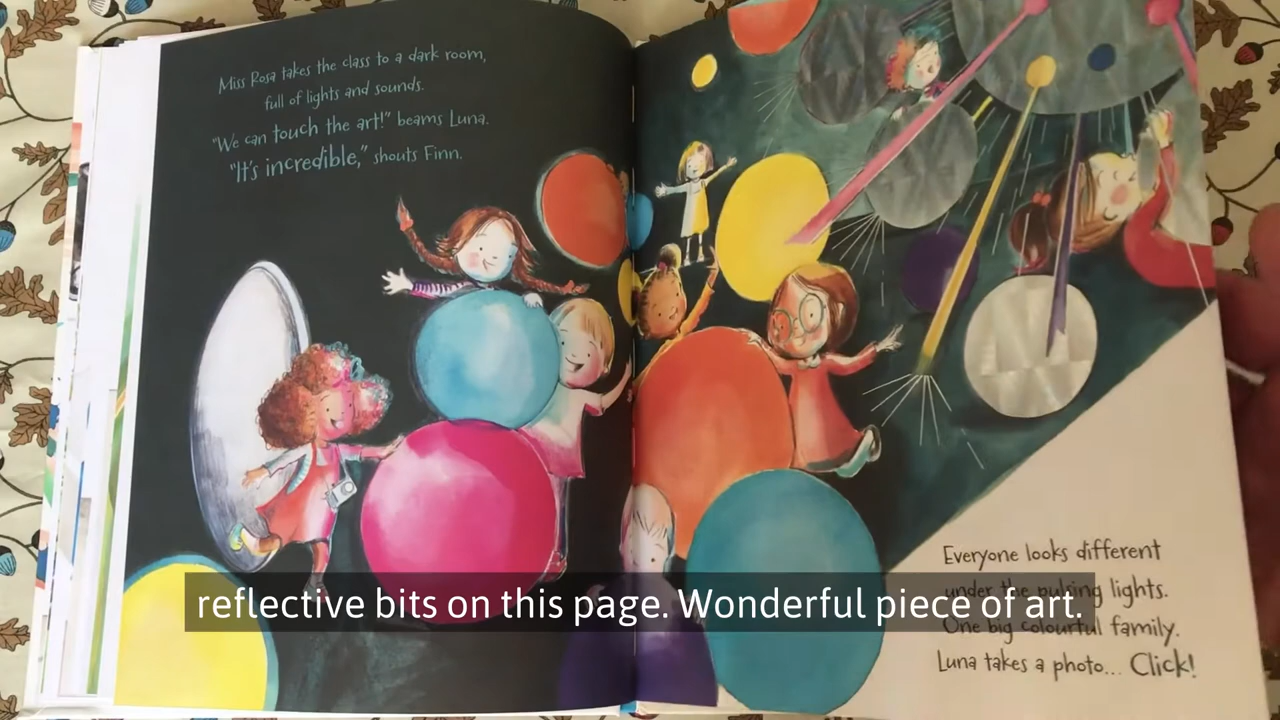 Miss Rosa takes the class to a dark room,
full of lights and sounds.
"We can touch the art!" beams Luna.
"It's incredible," shouts Finn.
Everyone looks different
under the pulsing lights.
One big colourful family.
Luna takes a photo... Click!
reflective bits on this page. Wonderful piece of art.